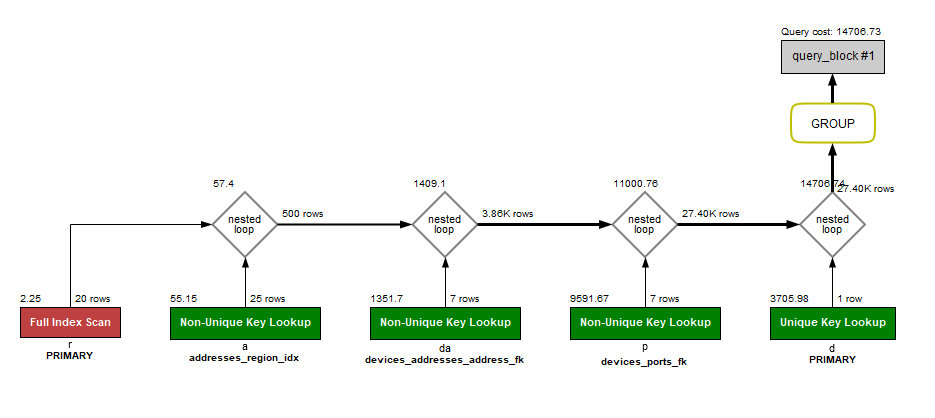 Query cost: 14706.73
query_block #1
GROUP
57.4
1409.1
11000.76
14706.74
27.40K rows
nested
loop
500 rows
nested
loop
3.86K rows
nested
loop
27.40K rows
nested
loop
2.25
20 rows
55.15
25 rows
1351.7
7 rows
9591.67
7 rows
3705.98
1 row
Full Index Scan
Non-Unique Key Lookup
Non-Unique Key Lookup
Non-Unique Key Lookup
Unique Key Lookup
r
PRIMARY
a
addresses_region_idx
da
devices_addresses_address_fk
p
devices_ports_fk
d
PRIMARY